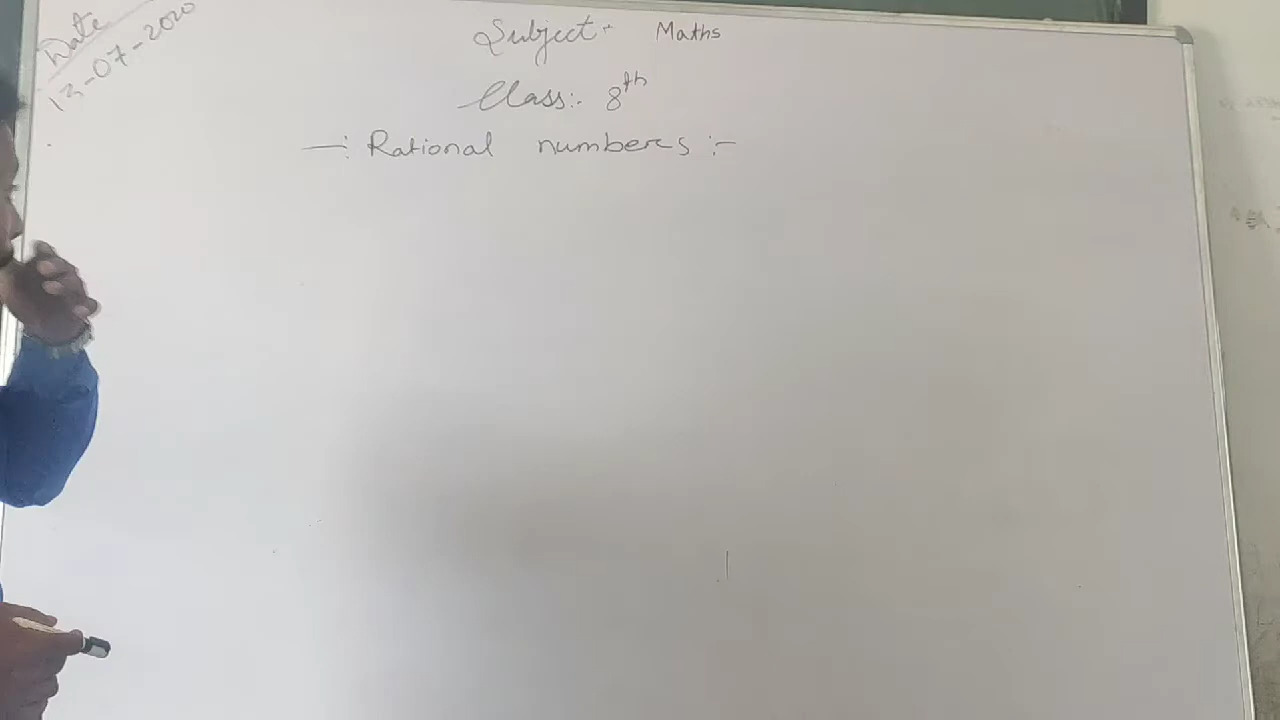 Date
13-07-2020
Subject:- Maths
Class:- 8th
—: Rational numbers :-